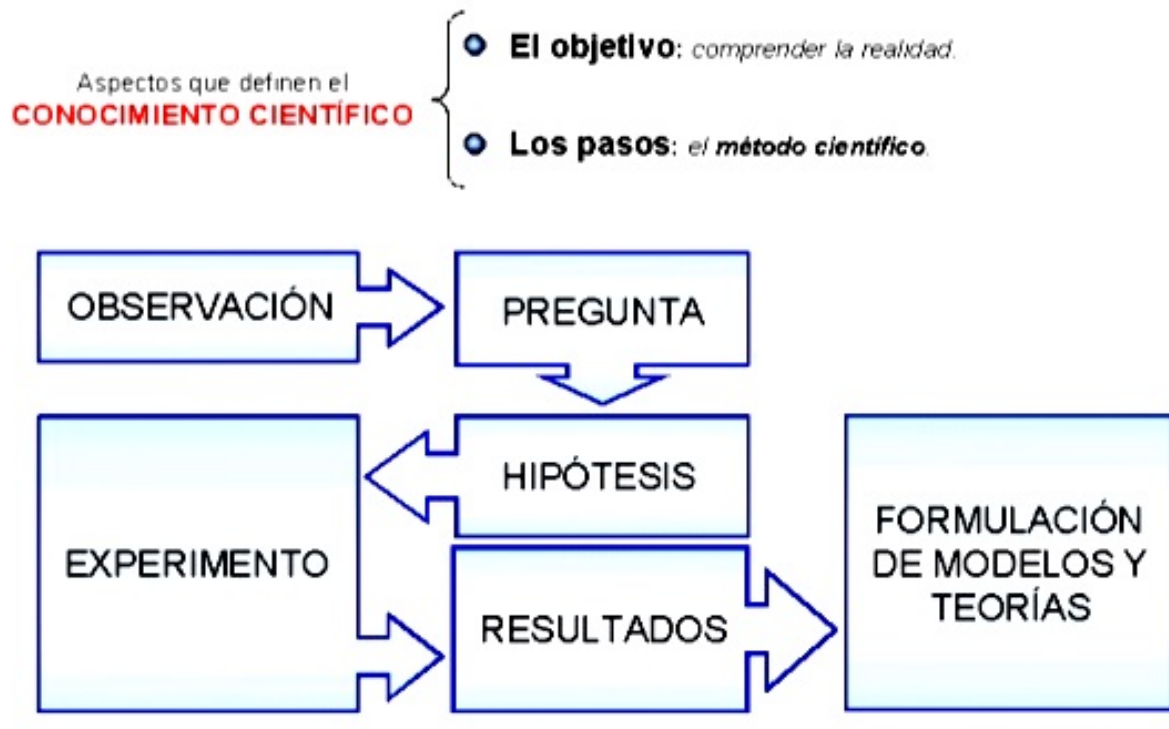 El objetivo: comprender la realidad.
Aspectos que definen el
CONOCIMIENTO CIENTÍFICO
Los pasos: el método científico.
OBSERVACIÓN
PREGUNTA
HIPÓTESIS
EXPERIMENTO
RESULTADOS
FORMULACIÓN
DE MODELOS Y
TEORÍAS